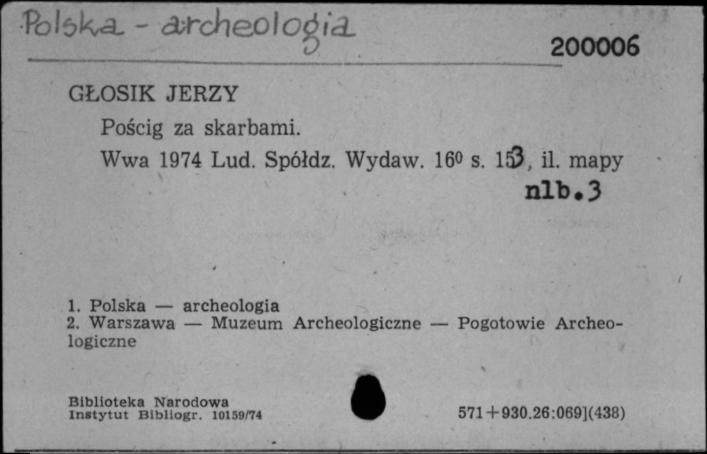 Polska - archeologia
200006
GŁOSIK JERZY
Pościg za skarbami.
Wwa 1974 Lud. Spółdz. Wydaw. 16⁰ s. 153, il. mapy
nlb.3
1. Polska — archeologia
2. Warszawa — Muzeum Archeologiczne — Pogotowie Archeo-
logiczne
Biblioteka Narodowa
Instytut Bibliogr. 10159/74
571+930.26:069](438)